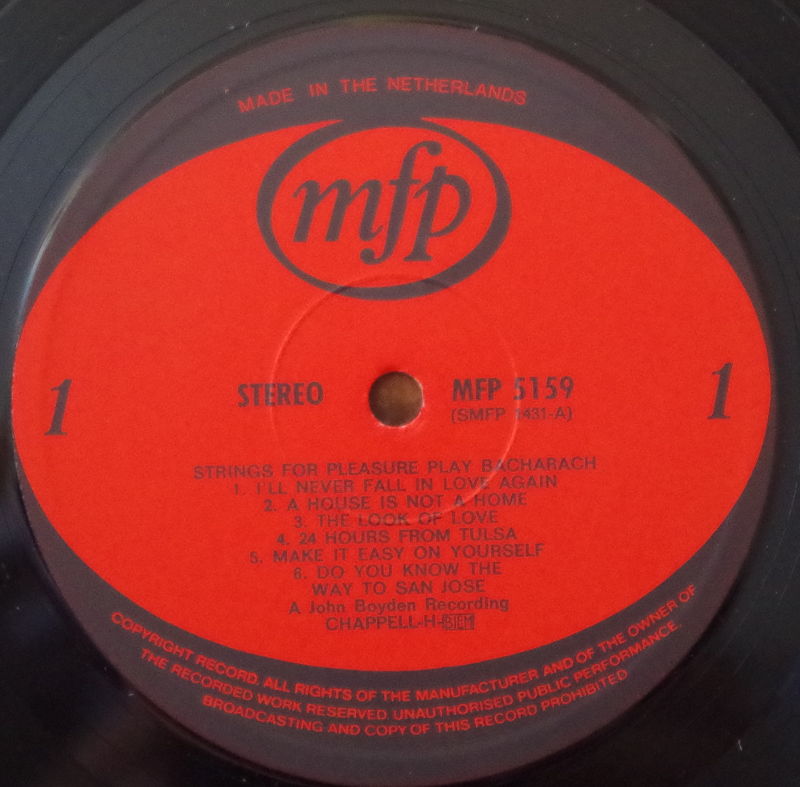 MADE IN THE NETHERLANDS
mfp
1
STEREO
MFP 5159
1
(SMFP 1431-A)
STRINGS FOR PLEASURE PLAY BACHARACH
1. I'LL NEVER FALL IN LOVE AGAIN
2. A HOUSE IS NOT A HOME
3. THE LOOK OF LOVE
4. 24 HOURS FROM TULSA
5. MAKE IT EASY ON YOURSELF
6. DO YOU KNOW THE
WAY TO SAN JOSE
A John Boyden Recording
CHAPPELL-H-BIEM
COPYRIGHT RECORD. ALL RIGHTS OF THE MANUFACTURER AND OF THE OWNER OF
THE RECORDED WORK RESERVED. UNAUTHORISED PUBLIC PERFORMANCE.
BROADCASTING AND COPY OF THIS RECORD PROHIBITED